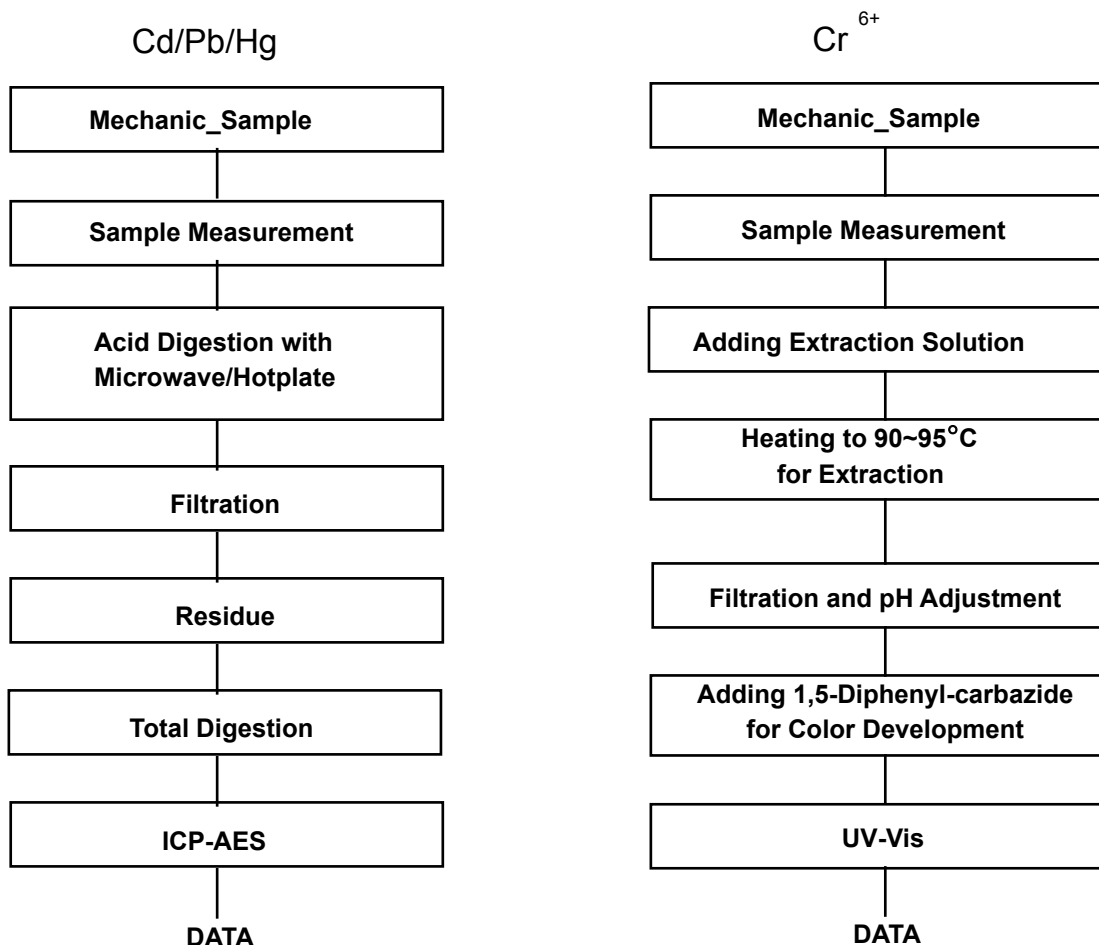 Cd/Pb/Hg
Mechanic_Sample
Sample Measurement
Acid Digestion with
Microwave/Hotplate
Filtration
Residue
Total Digestion
ICP-AES
DATA
Cr 6+
Mechanic_Sample
Sample Measurement
Adding Extraction Solution
Heating to 90~95°C
for Extraction
Filtration and pH Adjustment
Adding 1,5-Diphenyl-carbazide
for Color Development
UV-Vis
DATA